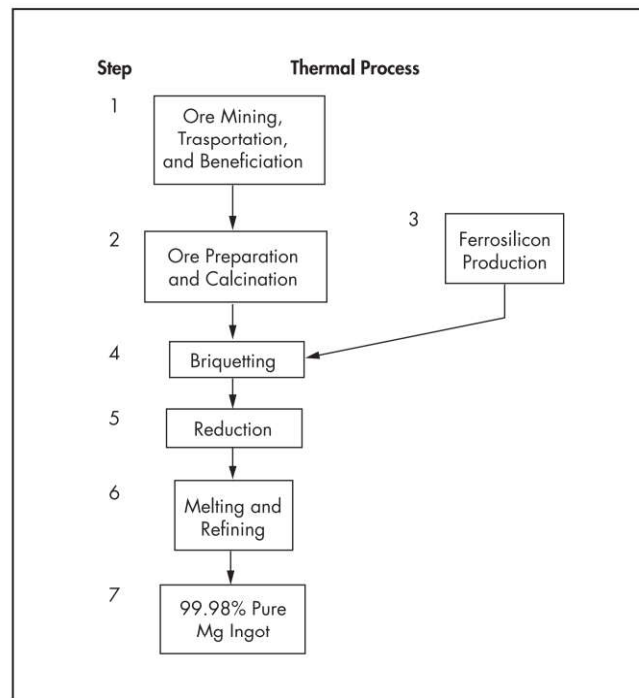 Step Thermal Process
1
Ore Mining,
Trasportation,
and Beneficiation
2
Ore Preparation
and Calcination
3
Ferrosilicon
Production
4
Briquetting
5
Reduction
6
Melting and
Refining
7
99.98% Pure
Mg Ingot